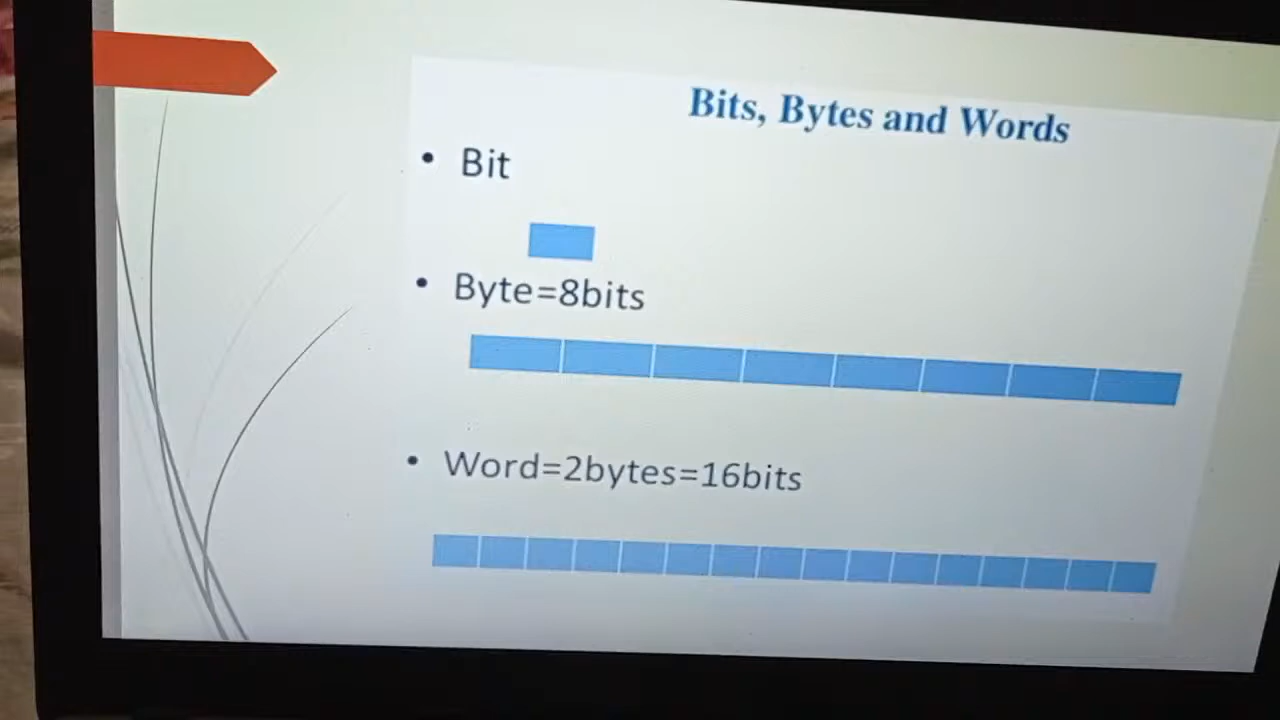 Bits, Bytes and Words
• Bit
• Byte=8bits
• Word=2bytes=16bits